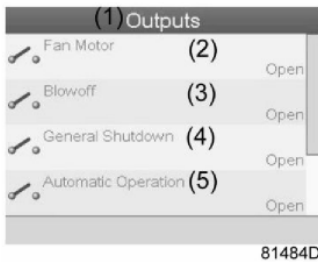 (1) Outputs
Fan Motor (2)
Open
Blowoff (3)
Open
General Shutdown (4)
Open
Automatic Operation (5)
Open
81484D